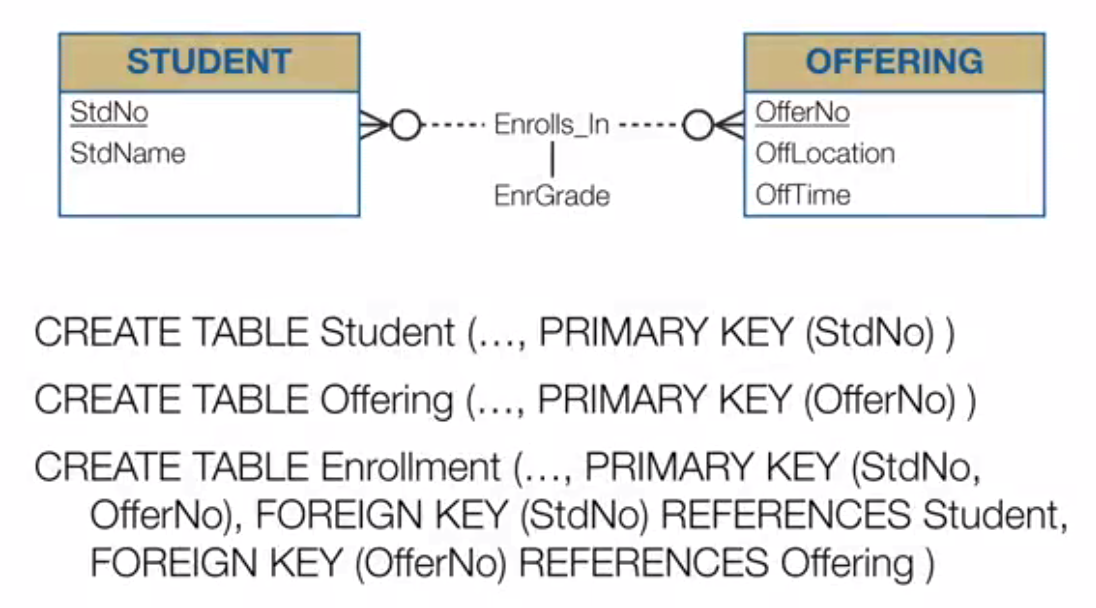 STUDENT
StdNo
StdName
Enrolls_In
EnrGrade
OFFERING
OfferNo
OffLocation
OffTime
CREATE TABLE Student (…, PRIMARY KEY (StdNo) )
CREATE TABLE Offering (…, PRIMARY KEY (OfferNo) )
CREATE TABLE Enrollment (…, PRIMARY KEY (StdNo,
OfferNo), FOREIGN KEY (StdNo) REFERENCES Student,
FOREIGN KEY (OfferNo) REFERENCES Offering )